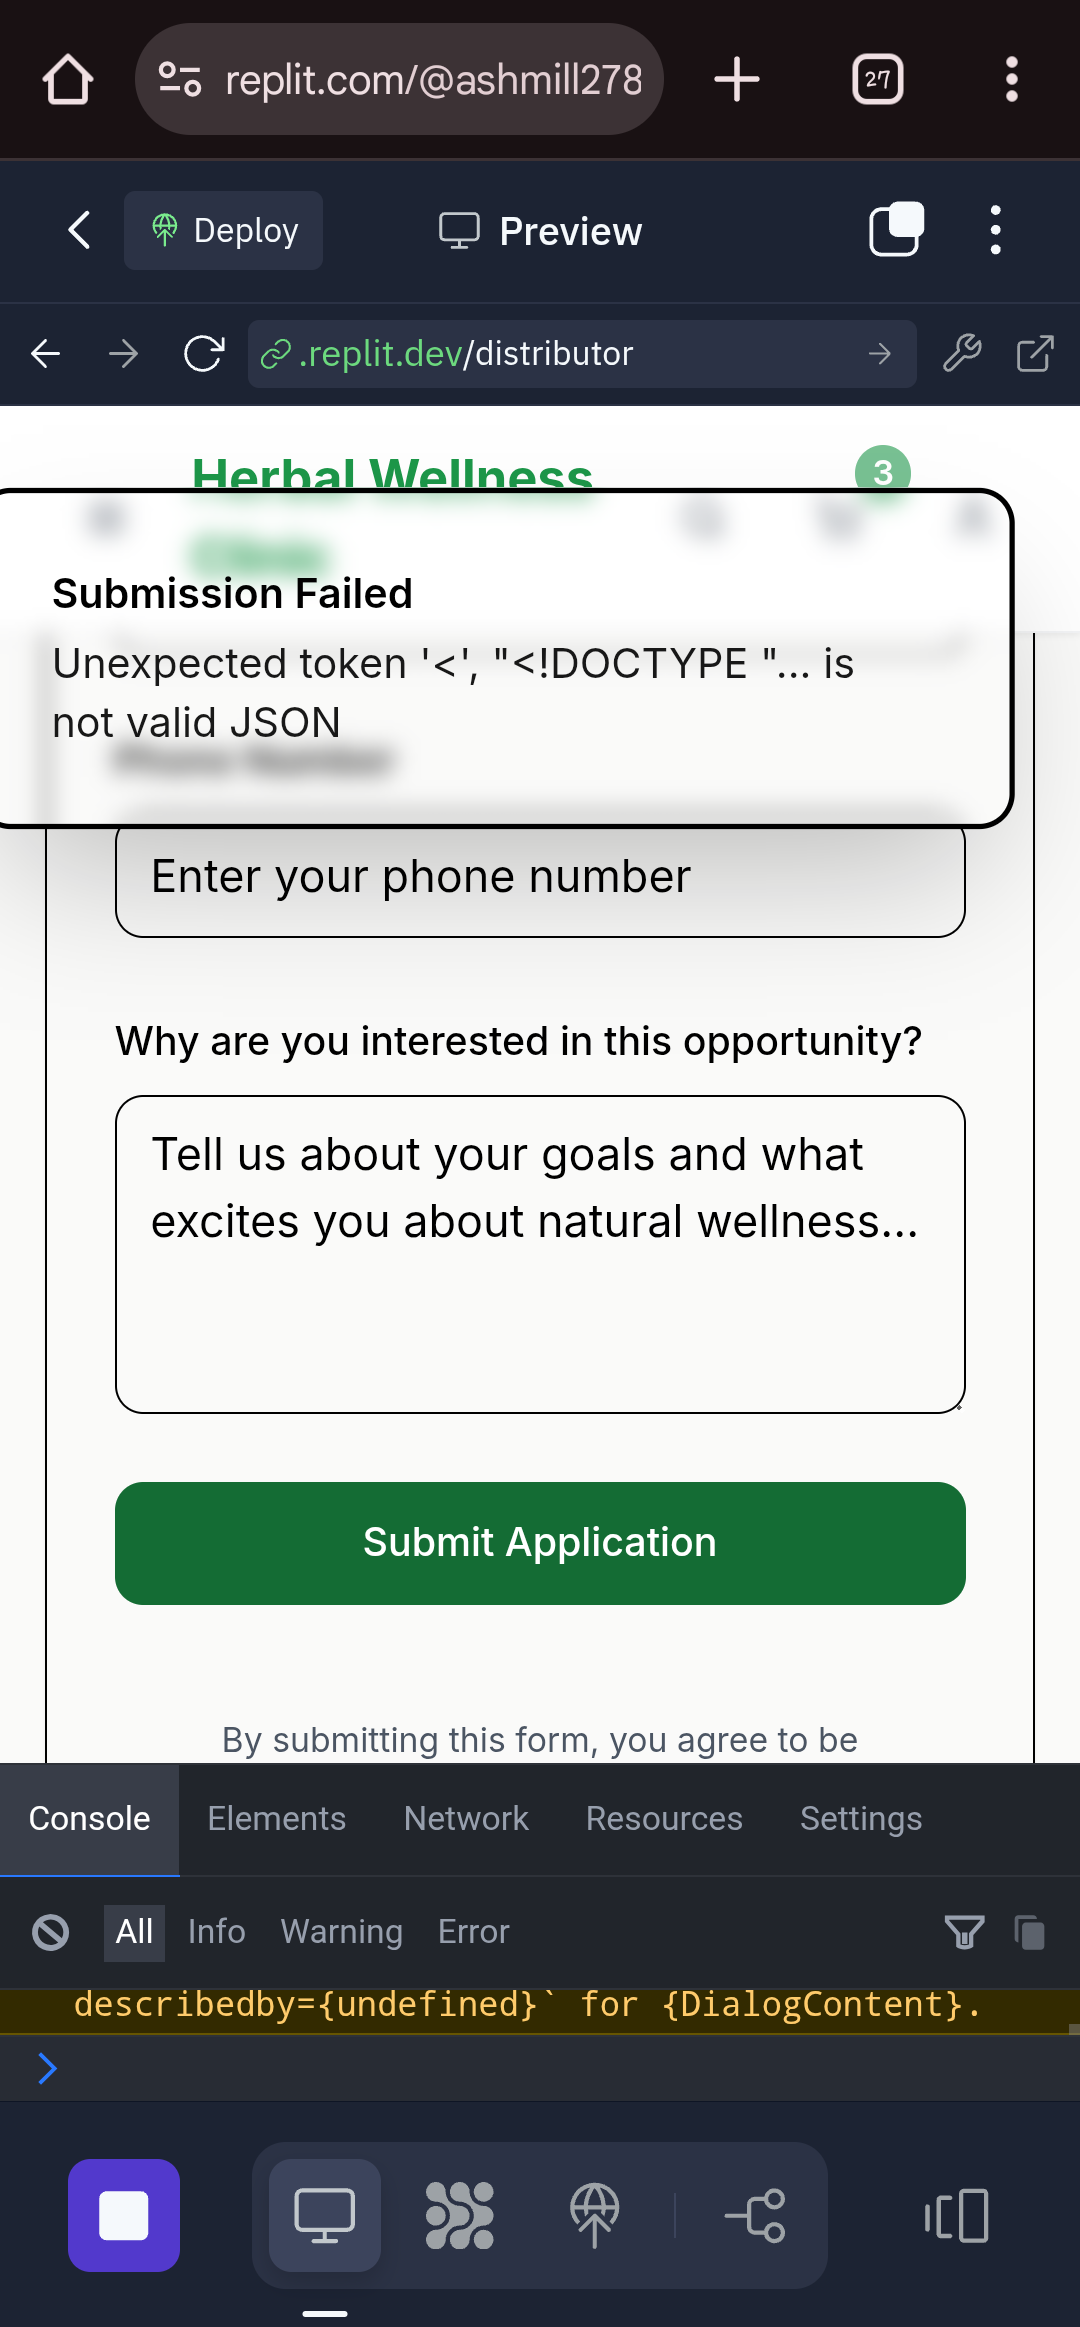 replit.com/@ashmill278
27
Deploy
Preview
.replit.dev/distributor
Herbal Wellness
3
Clinic
Submission Failed
Unexpected token '<', "<!DOCTYPE "... is
not valid JSON
Phone Number
Enter your phone number
Why are you interested in this opportunity?
Tell us about your goals and what
excites you about natural wellness...
Submit Application
By submitting this form, you agree to be
Console Elements Network Resources Settings
All Info Warning Error
describedby={undefined}` for {DialogContent}.